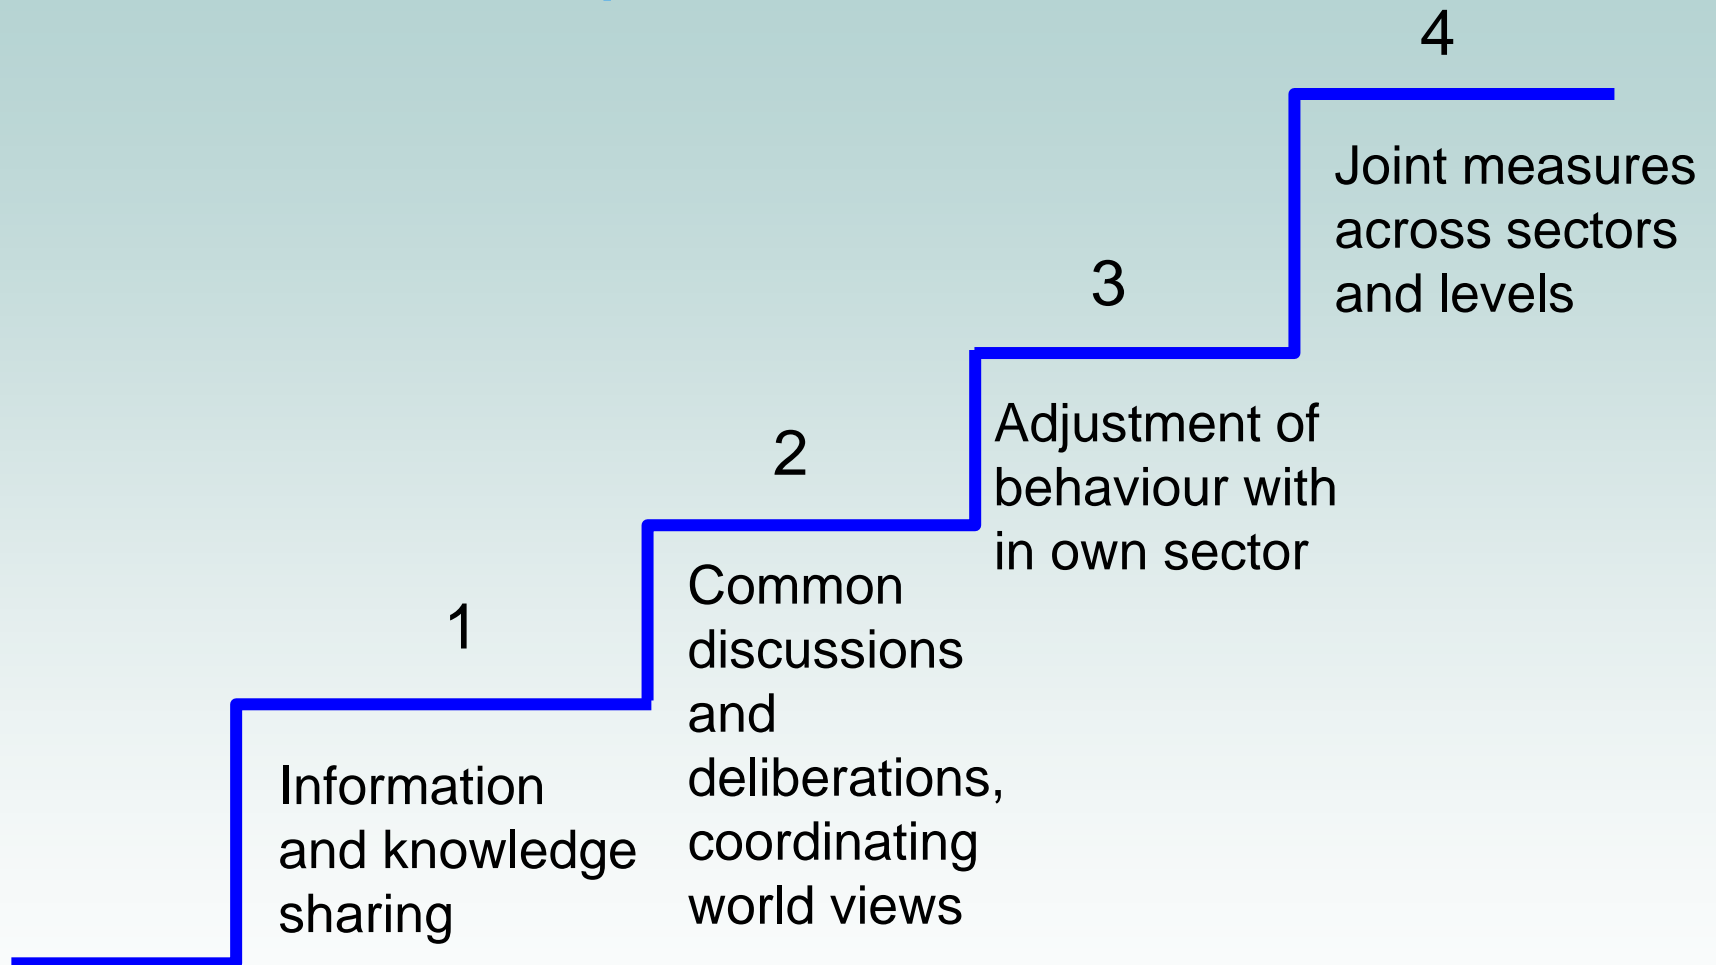 4
Joint measures
across sectors
and levels
3
Adjustment of
behaviour with
in own sector
2
Common
discussions
and
deliberations,
coordinating
world views
1
Information
and knowledge
sharing